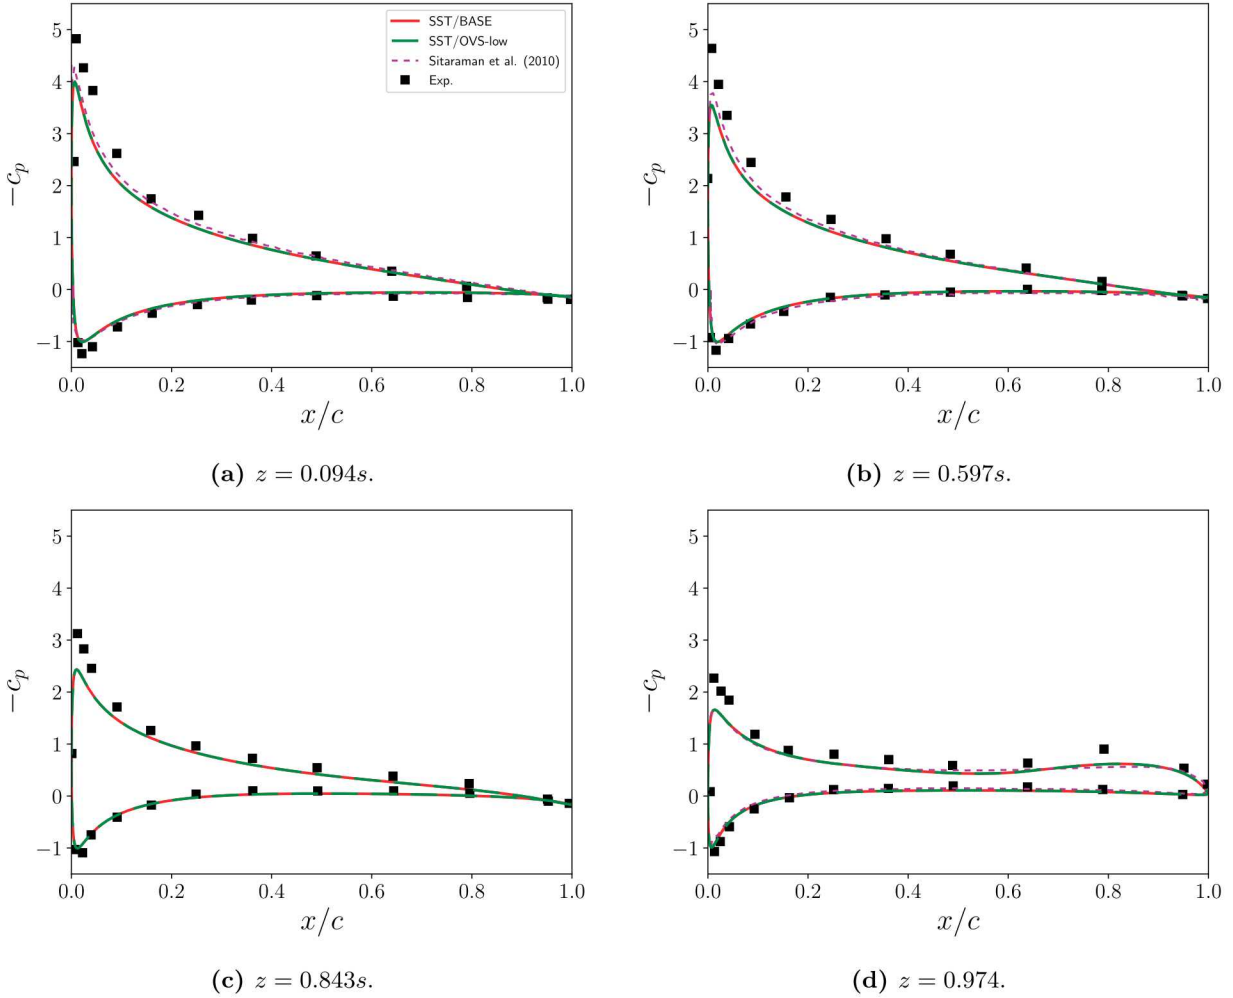 5
4
3
2
1
0
−1
−c_p
0.0 0.2 0.4 0.6 0.8 1.0
x/c
SST/BASE
SST/OVS-low
Sitaraman et al. (2010)
Exp.
(a) z = 0.094s.
5
4
3
2
1
0
−1
−c_p
0.0 0.2 0.4 0.6 0.8 1.0
x/c
(b) z = 0.597s.
5
4
3
2
1
0
−1
−c_p
0.0 0.2 0.4 0.6 0.8 1.0
x/c
(c) z = 0.843s.
5
4
3
2
1
0
−1
−c_p
0.0 0.2 0.4 0.6 0.8 1.0
x/c
(d) z = 0.974.